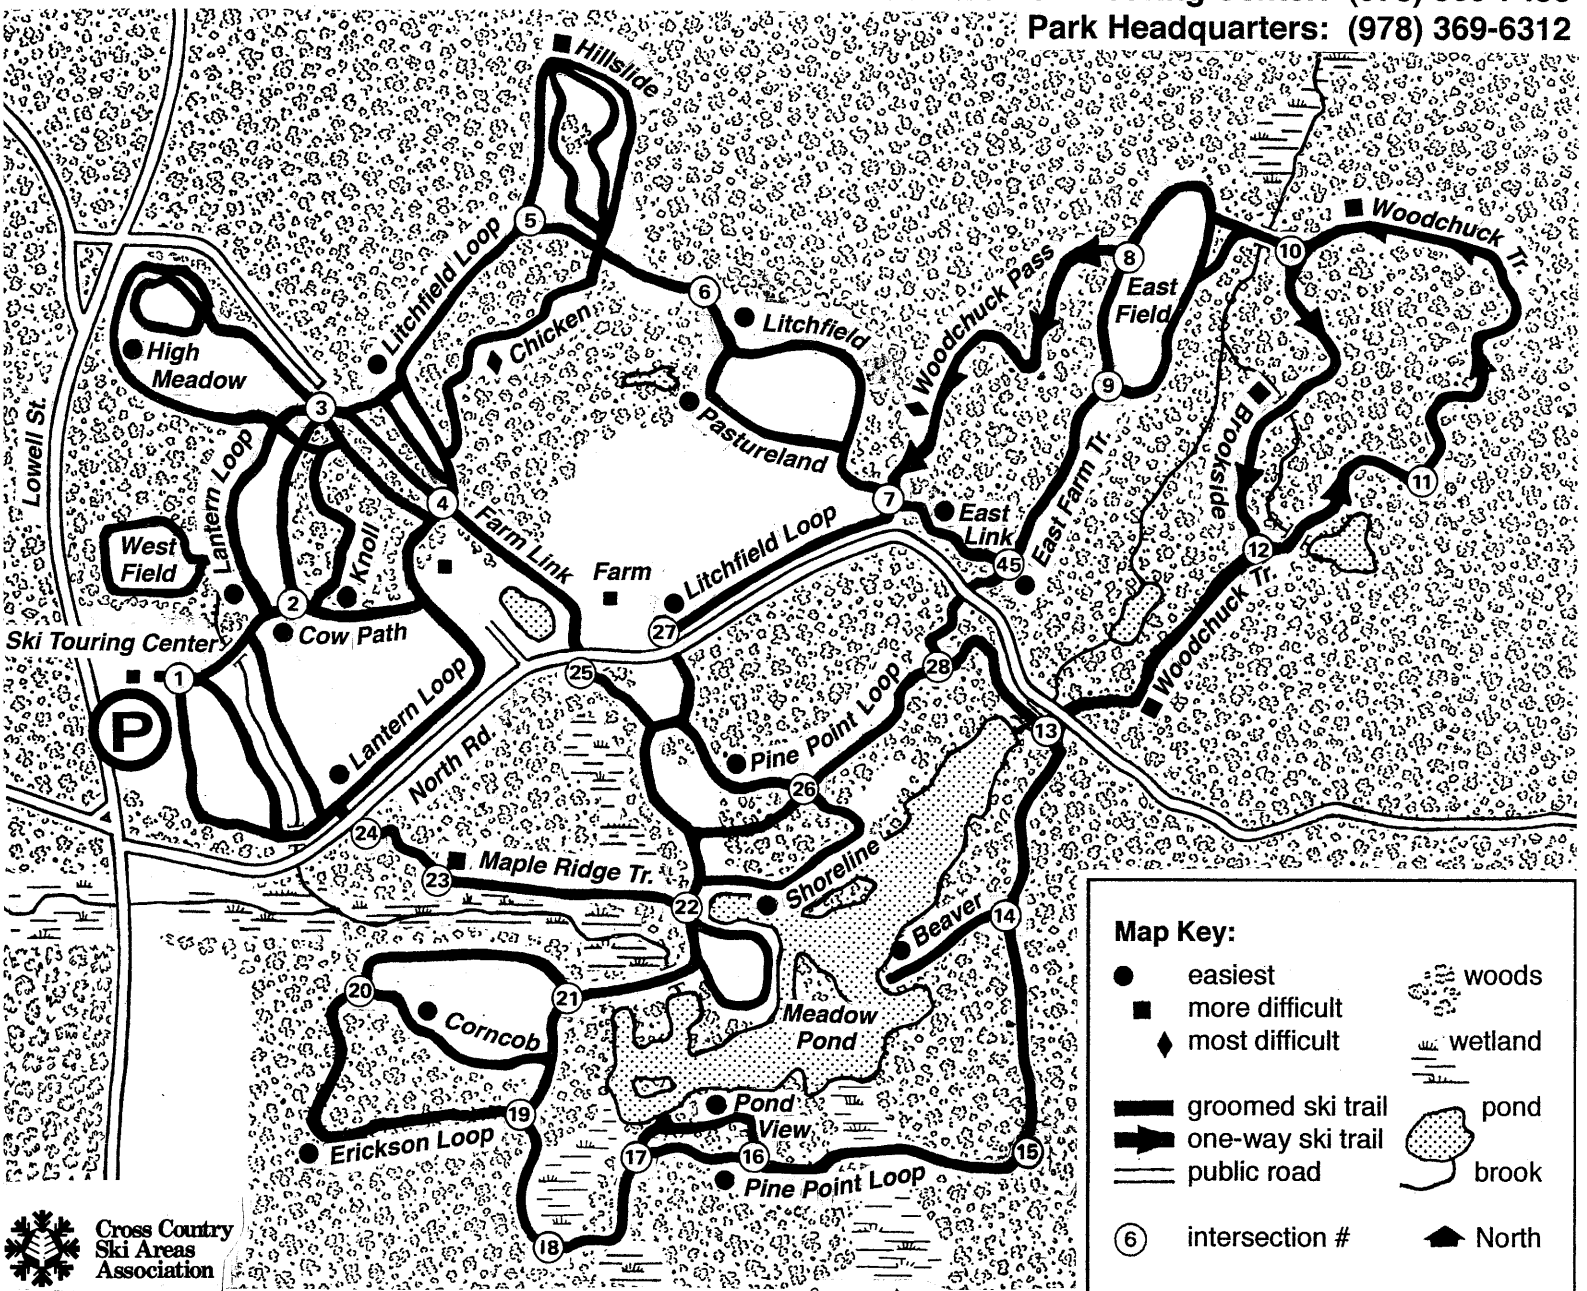 (978) 369-
Park Headquarters: (978) 369-6312
Hillslide
Litchfield Loop
5
6
Litchfield
Chicken
Pastureland
Woodchuck Pass
8
East
Field
9
10
Woodchuck Tr.
High
Meadow
3
Lantern Loop
Lowell St.
4
Farm Link
Farm
7
East
Link
East Farm Tr.
45
Brookside
11
12
Woodchuck Tr.
West
Field
Knoll
2
Cow Path
Ski Touring Center
1
P
Lantern Loop
North Rd.
Litchfield Loop
27
25
28
Pine Point Loop
13
26
24
23
Maple Ridge Tr.
22
Shoreline
Beaver
14
20
21
Corncob
Meadow
Pond
19
Erickson Loop
Pond
View
17
16
15
Pine Point Loop
18
Cross Country
Ski Areas
Association
Map Key:
easiest
more difficult
most difficult
groomed ski trail
one-way ski trail
public road
6
intersection #
woods
wetland
pond
brook
North